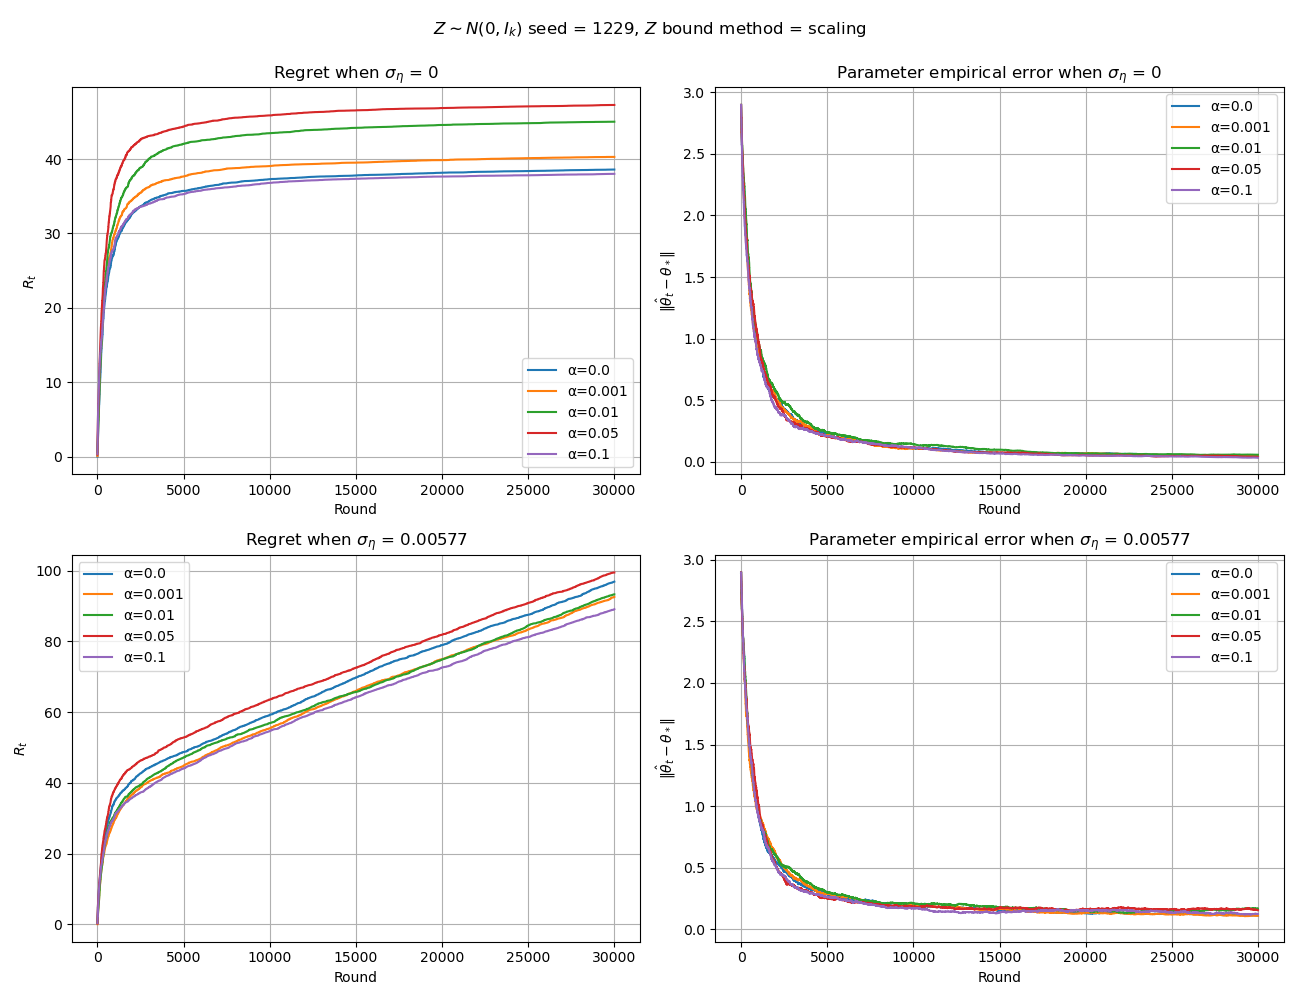 Z ∼ N(0, I_k) seed = 1229, Z bound method = scaling
Regret when σ_η = 0
R_t
40
30
20
10
0
0 5000 10000 15000 20000 25000 30000
Round
α=0.0
α=0.001
α=0.01
α=0.05
α=0.1
Parameter empirical error when σ_η = 0
‖θ̂_t − θ_*‖
3.0
2.5
2.0
1.5
1.0
0.5
0.0
0 5000 10000 15000 20000 25000 30000
Round
α=0.0
α=0.001
α=0.01
α=0.05
α=0.1
Regret when σ_η = 0.00577
R_t
100
80
60
40
20
0
0 5000 10000 15000 20000 25000 30000
Round
α=0.0
α=0.001
α=0.01
α=0.05
α=0.1
Parameter empirical error when σ_η = 0.00577
‖θ̂_t − θ_*‖
3.0
2.5
2.0
1.5
1.0
0.5
0.0
0 5000 10000 15000 20000 25000 30000
Round
α=0.0
α=0.001
α=0.01
α=0.05
α=0.1